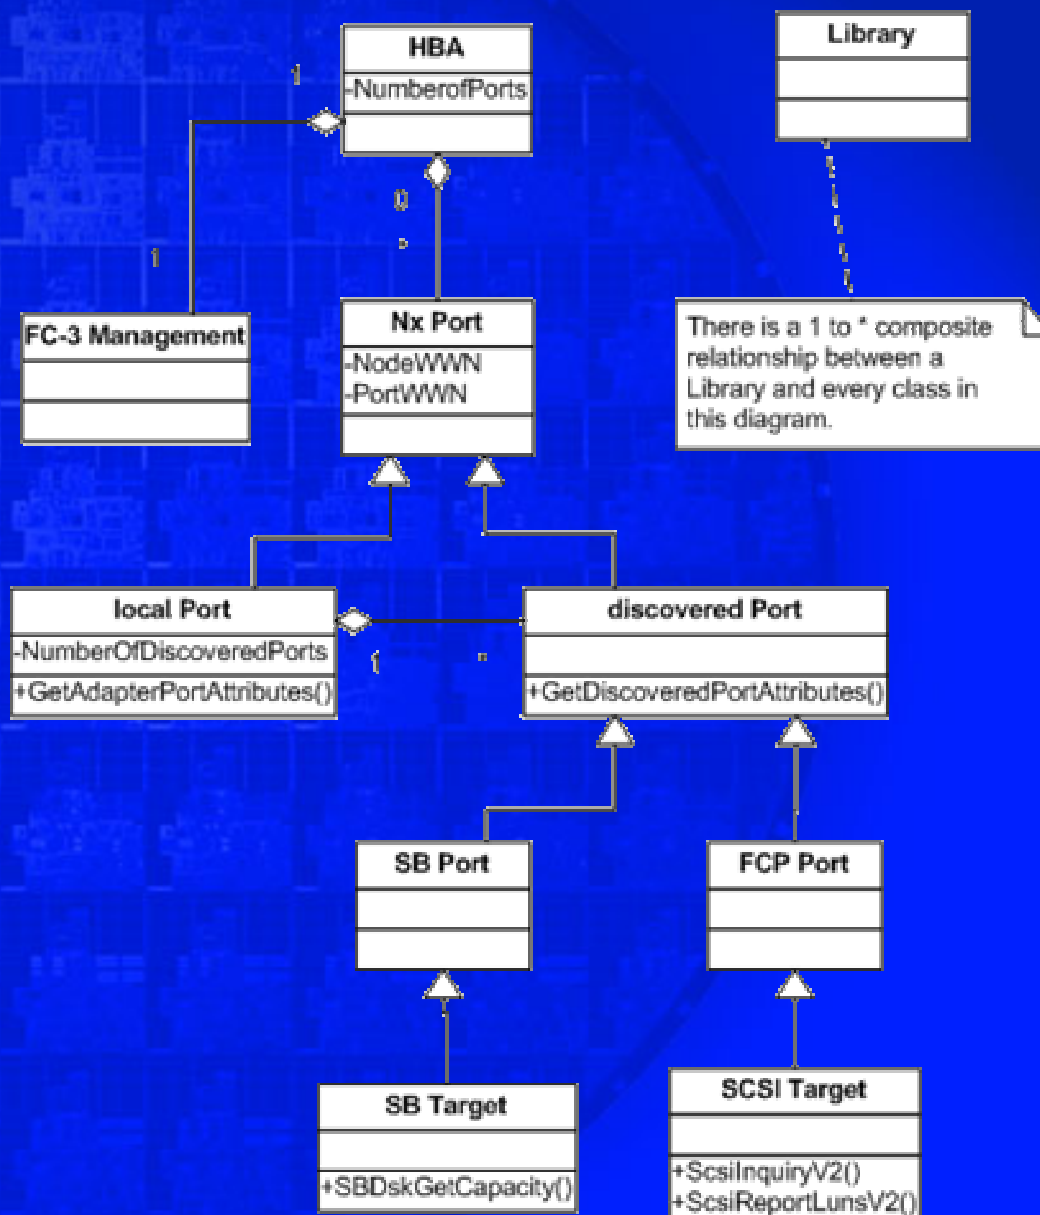 HBA
-NumberofPorts
Library
1
0
1
FC-3 Management
Nx Port
-NodeWWN
-PortWWN
There is a 1 to * composite
relationship between a
Library and every class in
this diagram.
local Port
-NumberOfDiscoveredPorts
+GetAdapterPortAttributes()
1
discovered Port
+GetDiscoveredPortAttributes()
SB Port
FCP Port
SB Target
+SBDskGetCapacity()
SCSI Target
+ScsiInquiryV2()
+ScsiReportLunsV2()